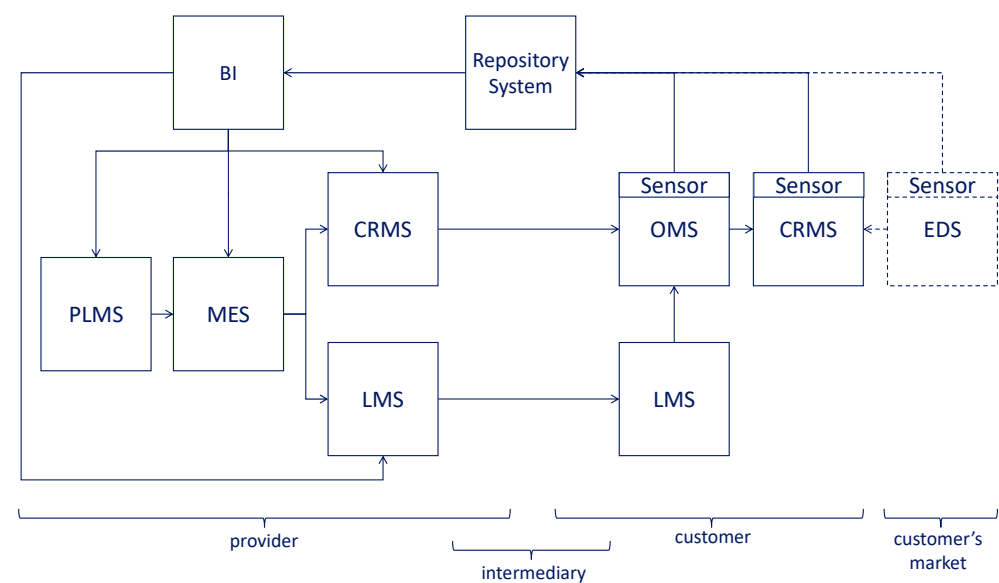 BI
Repository
System
Sensor
Sensor
Sensor
CRMS
OMS
CRMS
EDS
PLMS
MES
LMS
LMS
provider
customer
customer's
market
intermediary